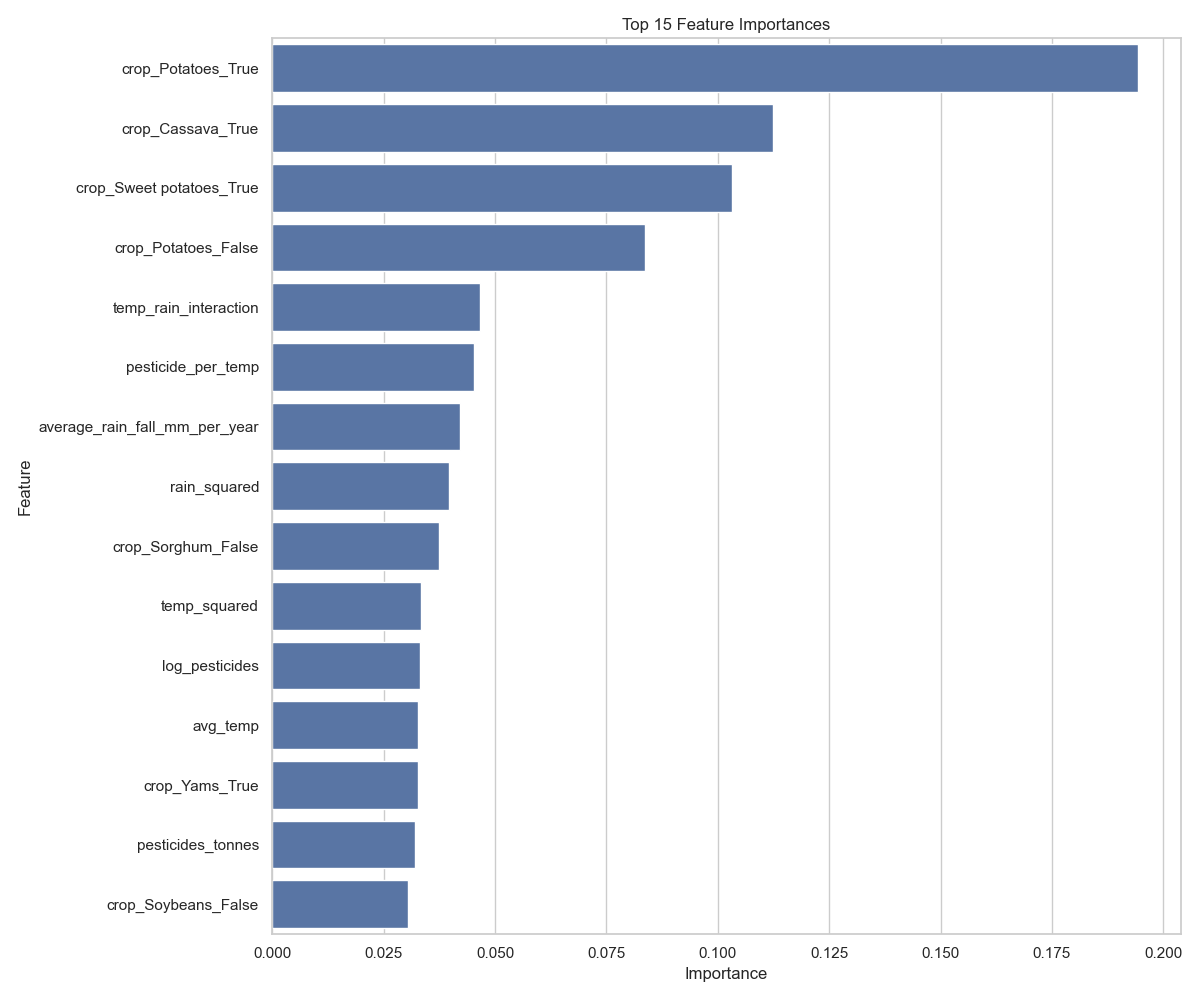 Top 15 Feature Importances
crop_Potatoes_True
crop_Cassava_True
crop_Sweet potatoes_True
crop_Potatoes_False
temp_rain_interaction
pesticide_per_temp
average_rain_fall_mm_per_year
rain_squared
crop_Sorghum_False
temp_squared
log_pesticides
avg_temp
crop_Yams_True
pesticides_tonnes
crop_Soybeans_False
Feature
0.000 0.025 0.050 0.075 0.100 0.125 0.150 0.175 0.200
Importance